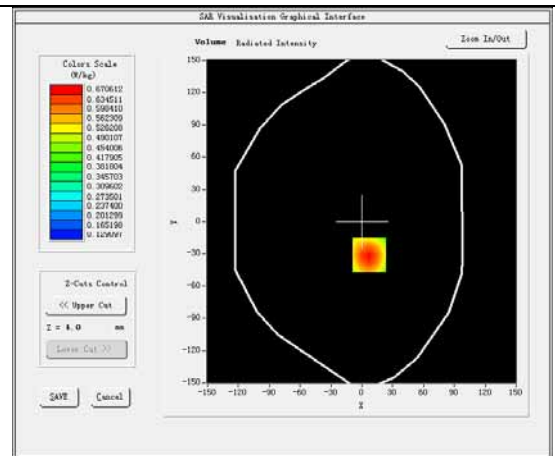 SAR Visualisation Graphical Interface
Volume Radiated Intensity
Zoom In/Out
Colors Scale
(W/kg)
0.670612
0.634511
0.598410
0.562309
0.526208
0.490107
0.454006
0.417905
0.381804
0.345703
0.309602
0.273501
0.237400
0.201299
0.165198
0.129097
Z-Cuts Control
<< Upper Cut
Z = 4.0 mm
Lower Cut >>
SAVE Cancel
150
120
90
60
30
0
-30
-60
-90
-120
-150
Y
-150 -120 -90 -60 -30 0 30 60 90 120 150
X